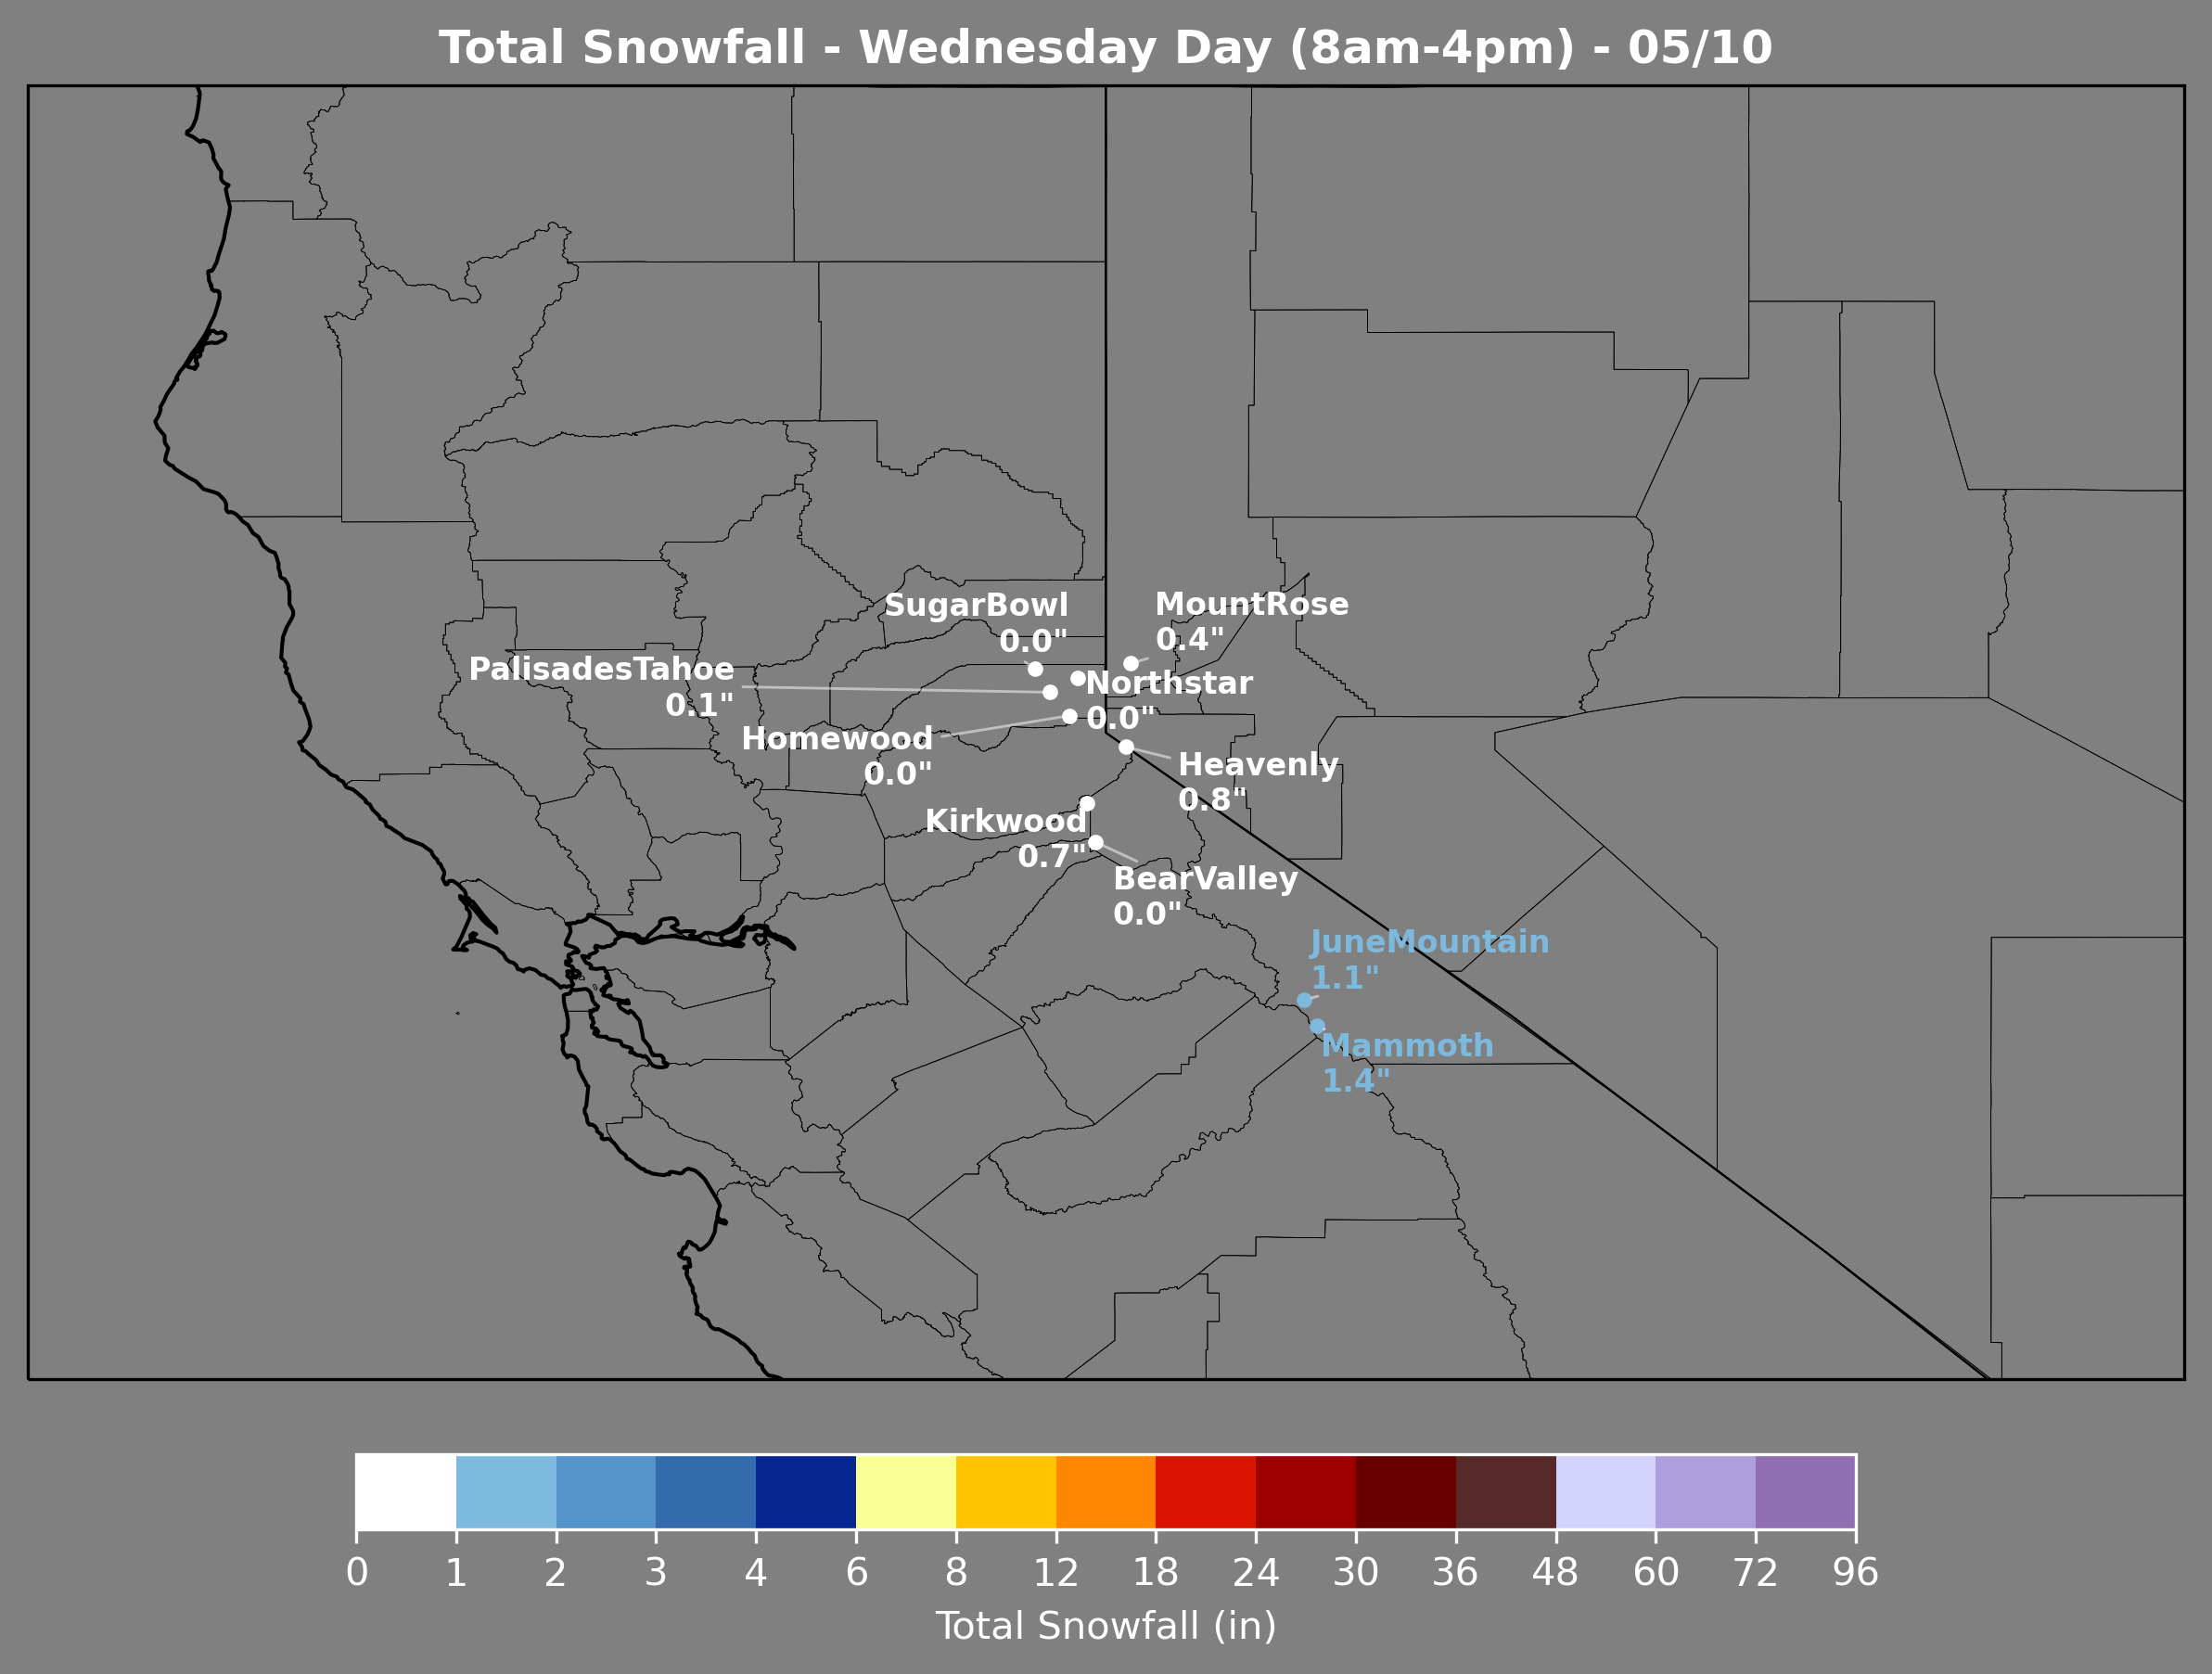 Total Snowfall - Wednesday Day (8am-4pm) - 05/10
SugarBowl
0.0"
MountRose
0.4"
PalisadesTahoe
0.1"
Northstar
0.0"
Homewood
0.0"
Heavenly
0.8"
Kirkwood
0.7"
BearValley
0.0"
JuneMountain
1.1"
Mammoth
1.4"
0 1 2 3 4 6 8 12 18 24 30 36 48 60 72 96
Total Snowfall (in)